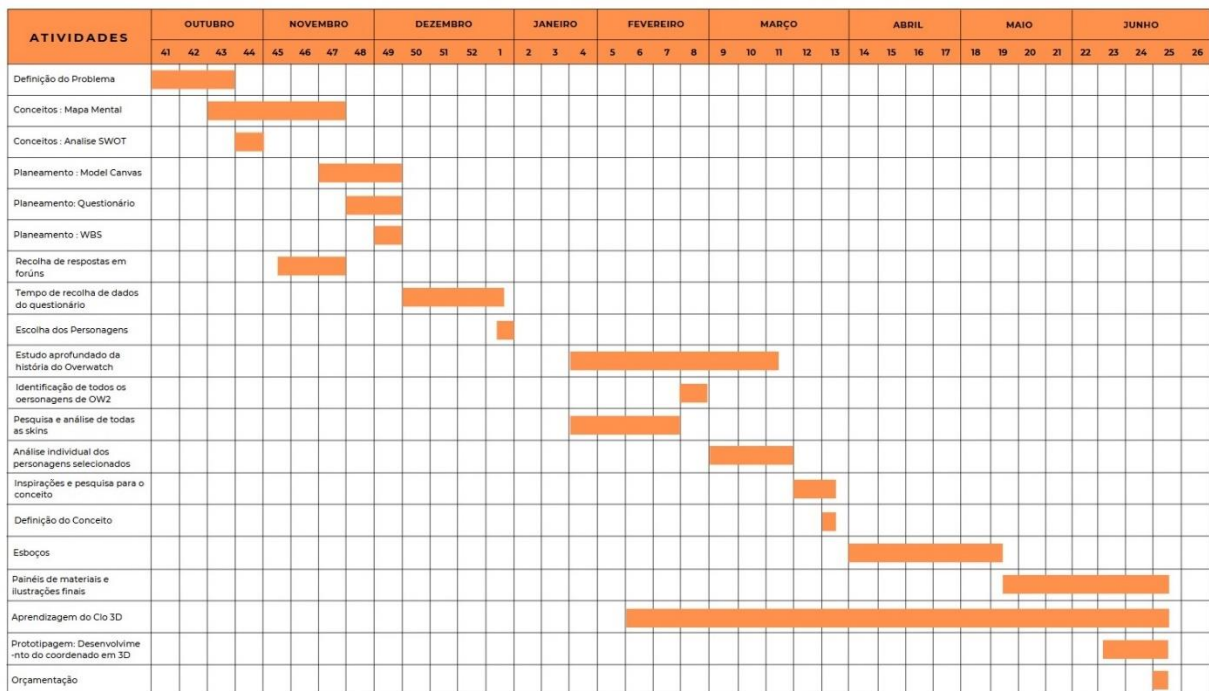 ATIVIDADES
OUTUBRO NOVEMBRO DEZEMBRO JANEIRO FEVEREIRO MARÇO ABRIL MAIO JUNHO
41 42 43 44 45 46 47 48 49 50 51 52 1 2 3 4 5 6 7 8 9 10 11 12 13 14 15 16 17 18 19 20 21 22 23 24 25 26
Definição do Problema
Conceitos : Mapa Mental
Conceitos : Analise SWOT
Planeamento : Model Canvas
Planeamento: Questionário
Planeamento : WBS
Recolha de respostas em
forúns
Tempo de recolha de dados
do questionário
Escolha dos Personagens
Estudo aprofundado da
história do Overwatch
Identificação de todos os
oersonagens de OW2
Pesquisa e análise de todas
as skins
Análise individual dos
personagens selecionados
Inspirações e pesquisa para o
conceito
Definição do Conceito
Esboços
Painéis de materiais e
ilustrações finais
Aprendizagem do Clo 3D
Prototipagem: Desenvolvime
-nto do coordenado em 3D
Orçamentação